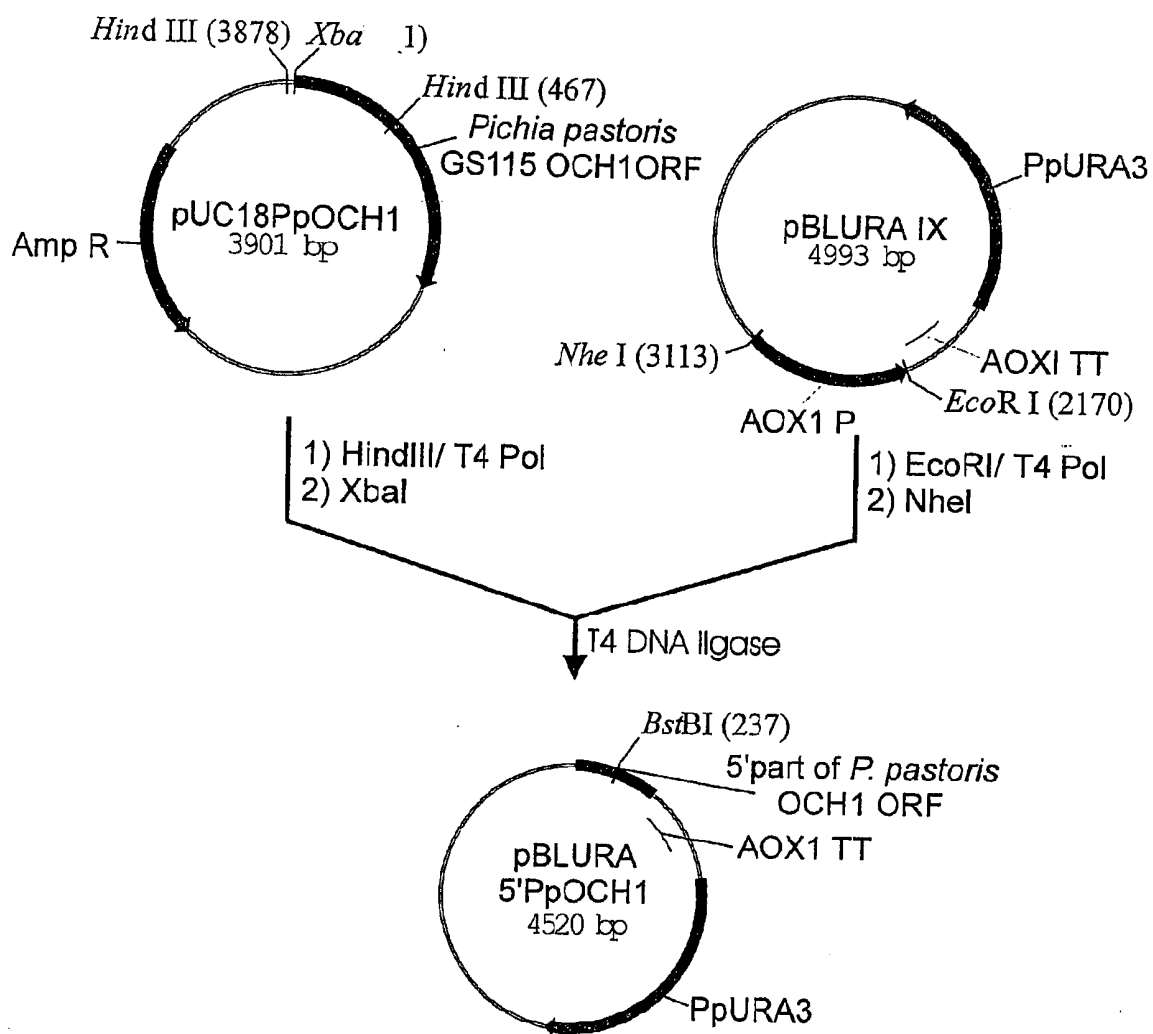 Hind III (3878) Xba 1)
Hind III (467)
Pichia pastoris
GS115 OCH1ORF
pUC18PpOCH1
3901 bp
Amp R
PpURA3
pBLURA IX
4993 bp
Nhe I (3113)
AOXI TT
EcoR I (2170)
AOX1 P
1) HindIII/ T4 Pol
2) XbaI
1) EcoRI/ T4 Pol
2) NheI
T4 DNA lIgase
BstBI (237)
5'part of P. pastoris
OCH1 ORF
AOX1 TT
pBLURA
5'PpOCH1
4520 bp
PpURA3